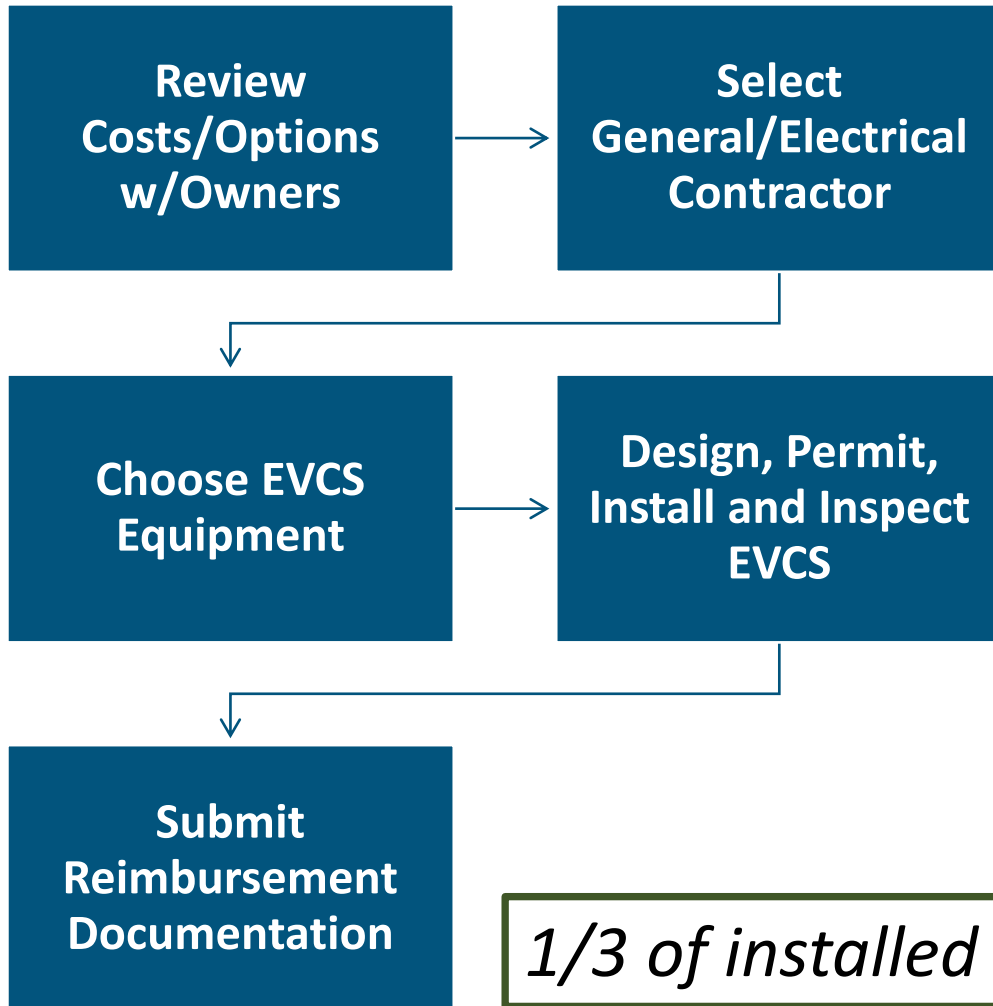 Review
Costs/Options
w/Owners
Select
General/Electrical
Contractor
Choose EVCS
Equipment
Design, Permit,
Install and Inspect
EVCS
Submit
Reimbursement
Documentation
1/3 of installed